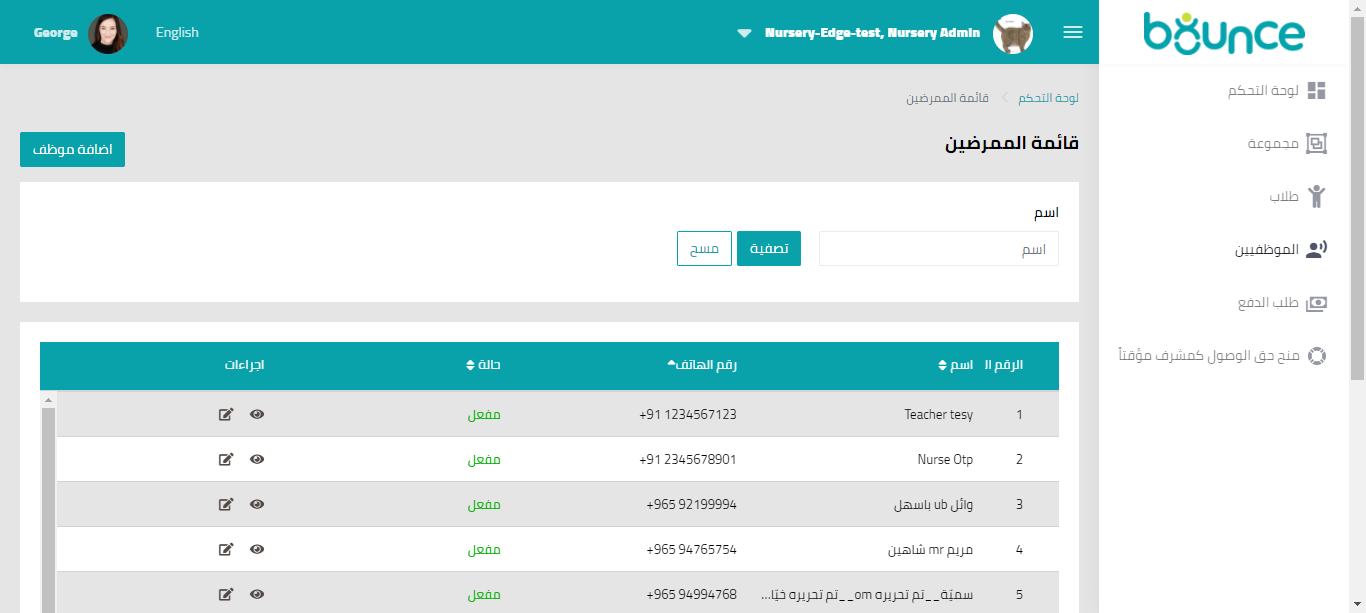 bounce
Nursery-Edge-test, Nursery Admin
English
George
لوحة التحكم
مجموعة
طلاب
الموظفيين
طلب الدفع
منح حق الوصول كمشرف مؤقتاً
لوحة التحكم
قائمة الممرضين
قائمة الممرضين
اضافة موظف
اسم
اسم
تصفية
مسح
الرقم ال اسم رقم الهاتف حالة اجراءات
1 Teacher tesy +91 1234567123 مفعل
2 Nurse Otp +91 2345678901 مفعل
3 وائل ub باسهل +965 92199994 مفعل
4 مريم mr شاهين +965 94765754 مفعل
5 سميّة__تم تحريره om__تم تحريره خيّا... +965 94994768 مفعل